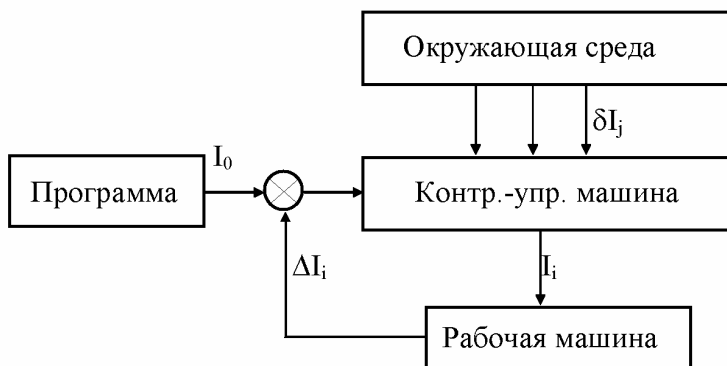 Окружающая среда
δIj
I0
Программа
Контр.-упр. машина
ΔIi
Ii
Рабочая машина